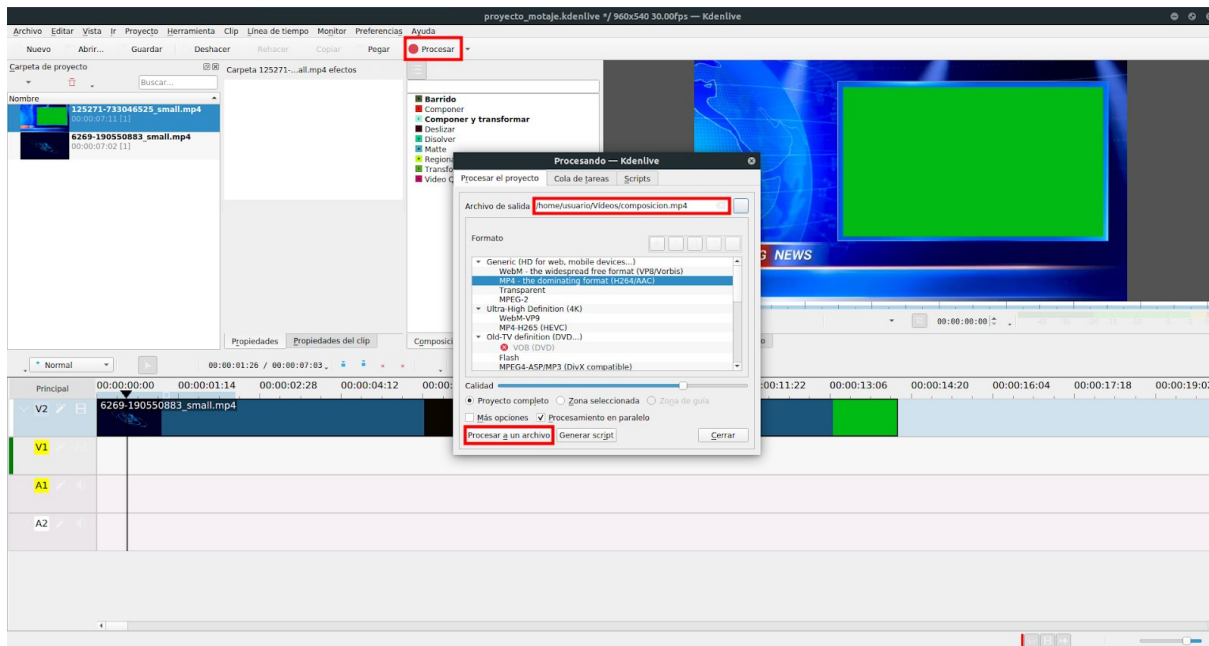 proyecto_motaje.kdenlive */ 960x540 30.00fps — Kdenlive
Archivo Editar Vista Ir Proyecto Herramienta Clip Línea de tiempo Monitor Preferencias Ayuda
Nuevo Abrir... Guardar Deshacer Rehacer Copiar Pegar Procesar
Carpeta de proyecto
Buscar...
Nombre
125271-733046525_small.mp4
00:00:07:11 [1]
6269-190550883_small.mp4
00:00:07:02 [1]
Carpeta 125271-...all.mp4 efectos
Propiedades Propiedades del clip
Barrido
Componer
Componer y transformar
Deslizar
Disolver
Matte
Region
Transfo
Video Q
Composici
NEWS
00:00:00:00
Procesando — Kdenlive
Procesar el proyecto Cola de tareas Scripts
Archivo de salida /home/usuario/Vídeos/composicion.mp4
Formato
Generic (HD for web, mobile devices...)
WebM - the widespread free format (VP8/Vorbis)
MP4 - the dominating format (H264/AAC)
Transparent
MPEG-2
Ultra-High Definition (4K)
WebM-VP9
MP4-H265 (HEVC)
Old-TV definition (DVD...)
VOB (DVD)
Flash
MPEG4-ASP/MP3 (DivX compatible)
Calidad
Proyecto completo Zona seleccionada Zona de guía
Más opciones Procesamiento en paralelo
Procesar a un archivo Generar script Cerrar
Normal 00:00:01:26 / 00:00:07:03
Principal 00:00:00:00 00:00:01:14 00:00:02:28 00:00:04:12 00:00: :00:11:22 00:00:13:06 00:00:14:20 00:00:16:04 00:00:17:18 00:00:19:0
V2 6269-190550883_small.mp4
V1
A1
A2